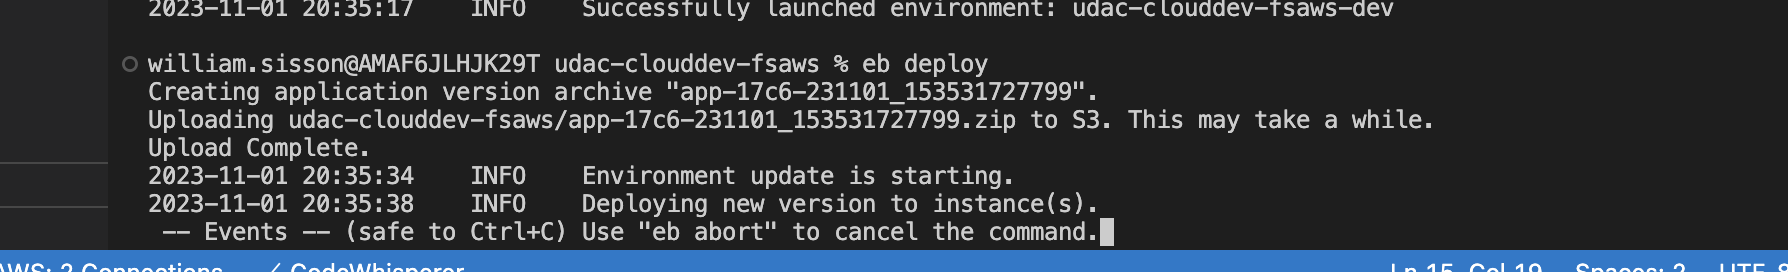 2023-11-01 20:35:17    INFO    Successfully launched environment: udac-clouddev-fsaws-dev
william.sisson@AMAF6JLHJK29T udac-clouddev-fsaws % eb deploy
Creating application version archive "app-17c6-231101_153531727799".
Uploading udac-clouddev-fsaws/app-17c6-231101_153531727799.zip to S3. This may take a while.
Upload Complete.
2023-11-01 20:35:34    INFO    Environment update is starting.
2023-11-01 20:35:38    INFO    Deploying new version to instance(s).
 -- Events -- (safe to Ctrl+C) Use "eb abort" to cancel the command.
AWS: 2 Connections ✓ CodeWhisperer Ln 15, Col 19 Spaces: 2 UTF-8